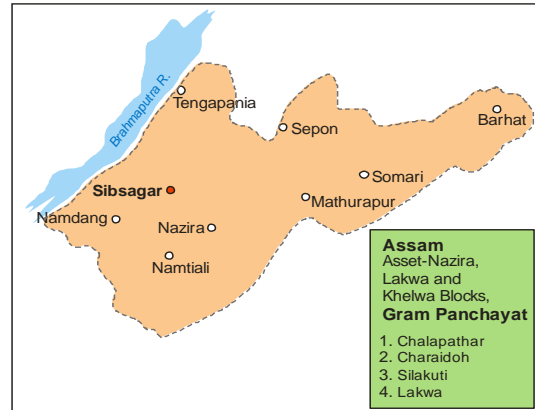 Brahmaputra R.
Tengapania
Sepon
Barhat
Somari
Sibsagar
Mathurapur
Namdang
Nazira
Namtiali
Assam
Asset-Nazira,
Lakwa and
Khelwa Blocks,
Gram Panchayat
1. Chalapathar
2. Charaidoh
3. Silakuti
4. Lakwa